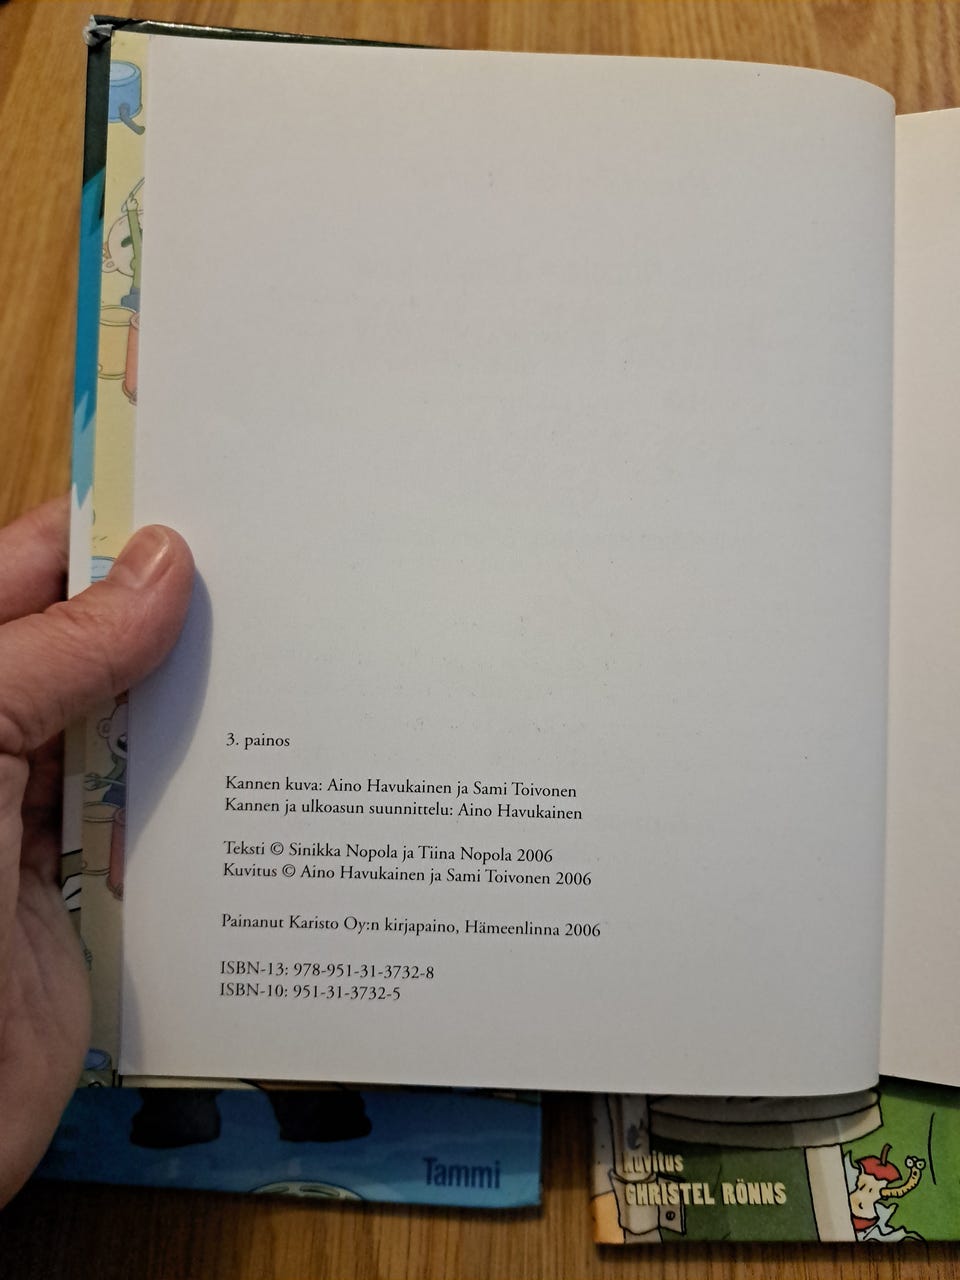 3. painos
Kannen kuva: Aino Havukainen ja Sami Toivonen
Kannen ja ulkoasun suunnittelu: Aino Havukainen
Teksti © Sinikka Nopola ja Tiina Nopola 2006
Kuvitus © Aino Havukainen ja Sami Toivonen 2006
Painanut Karisto Oy:n kirjapaino, Hämeenlinna 2006
ISBN-13: 978-951-31-3732-8
ISBN-10: 951-31-3732-5
Tammi
Kuvitus
CHRISTEL RÖNNS